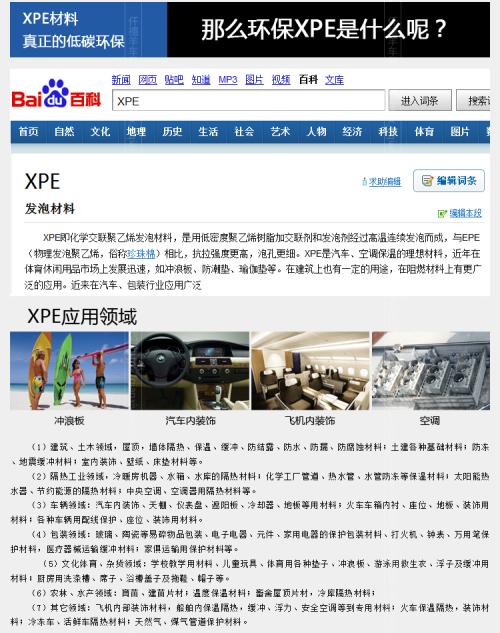 XPE材料
真正的低碳环保
那么环保XPE是什么呢？
新闻 网页 贴吧 知道 MP3 图片 视频 百科 文库
Bai du 百科
XPE
进入词条
搜索词
首页 自然 文化 地理 历史 生活 社会 艺术 人物 经济 科技 体育 图片
XPE
求助编辑
编辑词条
发泡材料
编辑本段
XPE即化学交联聚乙烯发泡材料，是用低密度聚乙烯树脂加交联剂和发泡剂经过高温连续发泡而成，与EPE
（物理发泡聚乙烯，俗称珍珠棉）相比，抗拉强度更高，泡孔更细。XPE是汽车、空调保温的理想材料，近年在
体育休闲用品市场上发展迅速，如冲浪板、防潮垫、瑜伽垫等。在建筑上也有一定的用途，在阻燃材料上有更广
泛的应用。近来在汽车、包装行业应用广泛
XPE应用领域
冲浪板
汽车内装饰
飞机内装饰
空调
（1）建筑、土木领域，屋顶，墙体隔热、保温、缓冲、防结露、防水、防漏、防腐蚀材料；土建各种基础材料；防冻
、地震缓冲材料；室内装饰、壁纸、床垫材料等。
（2）隔热工业领域：冷暖房机器、水箱、水库的隔热材料；化学工厂管道、热水管、水管防冻等保温材料；太阳能热
水器、节约能源的隔热材料；中央空调、空调器用隔热材料等。
（3）车辆领域：汽车内装饰、天棚、仪表盘、遮阳板、冷却器、地板等用材料；火车车箱内衬、座位、地板、装饰用
材料；各种车辆用配线保护、座位、装饰用材料。
（4）包装领域：玻璃、陶瓷等易碎物品包装、电子电器、元件、家用电器的保护包装材料、打火机、钟表、万用笔保
护材料，医疗器械运输缓冲材料；家俱运输用保护材料等。
（5）文化体育、杂货领域：学校教学用材料、儿童玩具、体育用各种垫子、冲浪板、游泳用救生衣、浮子及缓冲用
材料；厨房用洗涤槽、席子、浴槽盖子及拖鞋、帽子等。
（6）农林、水产领域：育苗、建苗片材；温度保温材料；畜禽屋顶片材，冷库隔热材料；
（7）其它领域：飞机内部装饰材料，船舶内保温隔热，缓冲、浮力、安全空调等到专用材料；火车保温隔热，装饰材
料；冷冻车、活鲜车隔热材料；天然气、煤气管道保护材料。